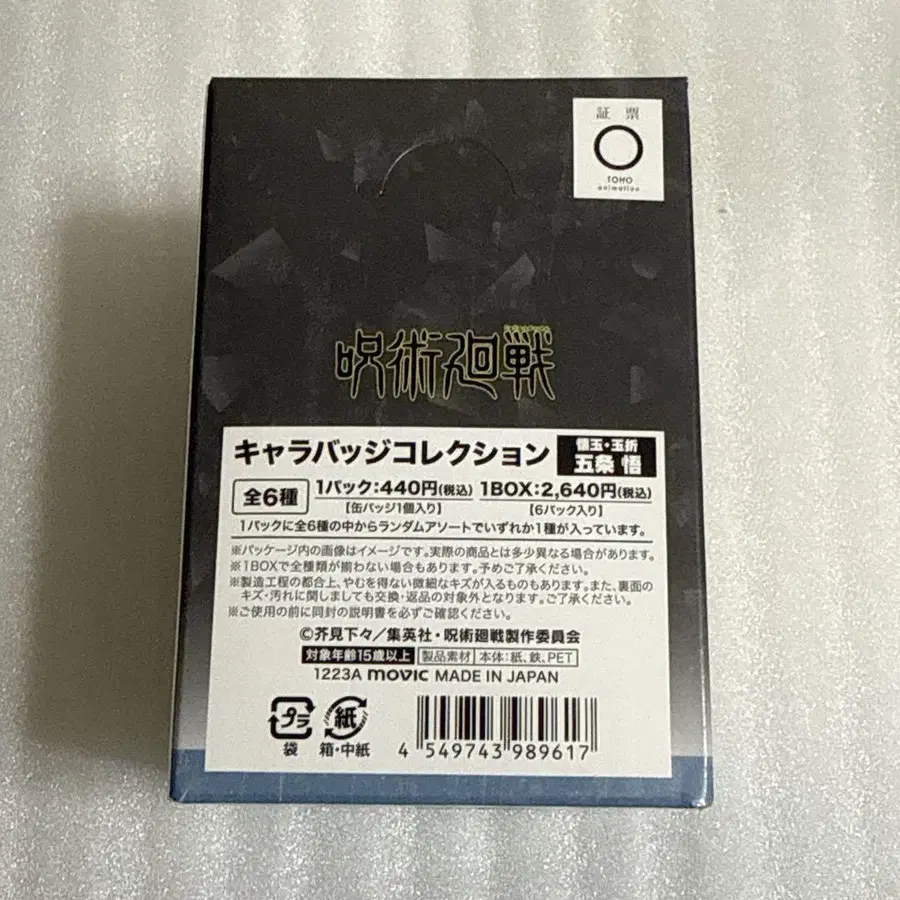 証票
TOHO
animation
呪術廻戦
キャラバッジコレクション
懐玉・玉折
五条 悟
全6種
1パック:440円(税込) 1BOX:2,640円(税込)
【缶バッジ1個入り】 【6パック入り】
1パックに全6種の中からランダムアソートでいずれか1種が入っています。
※パッケージ内の画像はイメージです。実際の商品とは多少異なる場合があります。
※1BOXで全種類が揃わない場合もあります。予めご了承ください。
※製造工程の都合上、やむを得ない微細なキズが入るものもあります。また、裏面の
キズ・汚れに関しましても交換・返品の対象外となります。ご了承ください。
※ご使用の前に同封の説明書を必ずご確認ください。
©芥見下々/集英社・呪術廻戦製作委員会
対象年齢15歳以上 製品素材 本体:紙、鉄、PET
1223A movic MADE IN JAPAN
プラ 紙
袋 箱・中紙
4 549743 989617